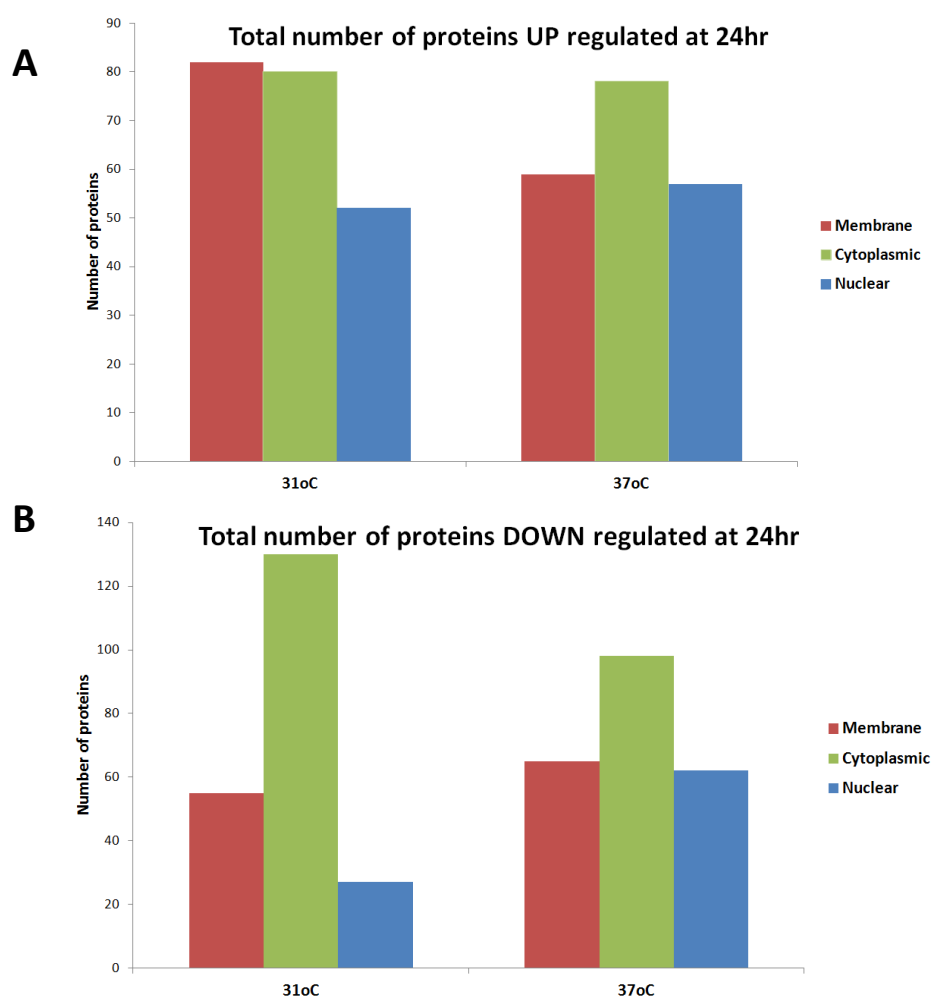 A
Total number of proteins UP regulated at 24hr
90
80
70
60
50
40
30
20
10
0
Number of proteins
31oC
37oC
Membrane
Cytoplasmic
Nuclear
B
Total number of proteins DOWN regulated at 24hr
140
120
100
80
60
40
20
0
Number of proteins
31oC
37oC
Membrane
Cytoplasmic
Nuclear